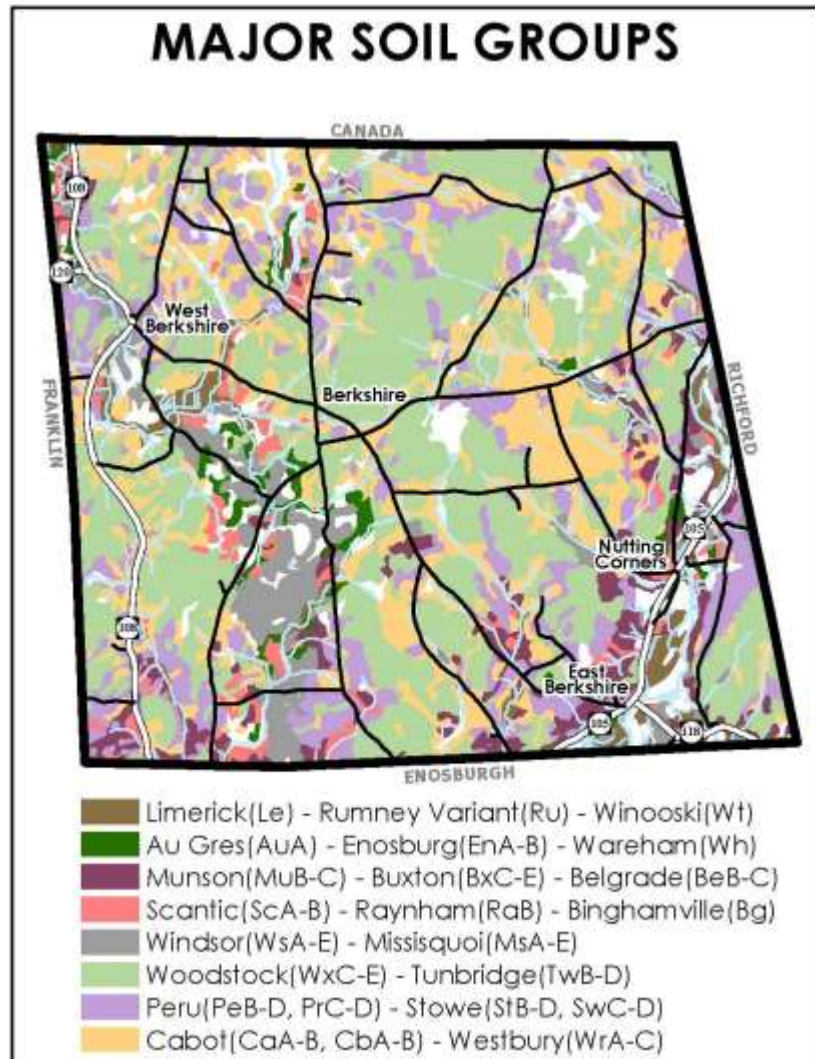 MAJOR SOIL GROUPS
CANADA
108
120
West
Berkshire
Berkshire
FRANKLIN
RICHFORD
105
Nutting
Corners
108
East
Berkshire
105
118
ENOSBURGH
Limerick(Le) - Rumney Variant(Ru) - Winooski(Wt)
Au Gres(AuA) - Enosburg(EnA-B) - Wareham(Wh)
Munson(MuB-C) - Buxton(BxC-E) - Belgrade(BeB-C)
Scantic(ScA-B) - Raynham(RaB) - Binghamville(Bg)
Windsor(WsA-E) - Missisquoi(MsA-E)
Woodstock(WxC-E) - Tunbridge(TwB-D)
Peru(PeB-D, PrC-D) - Stowe(StB-D, SwC-D)
Cabot(CaA-B, CbA-B) - Westbury(WrA-C)